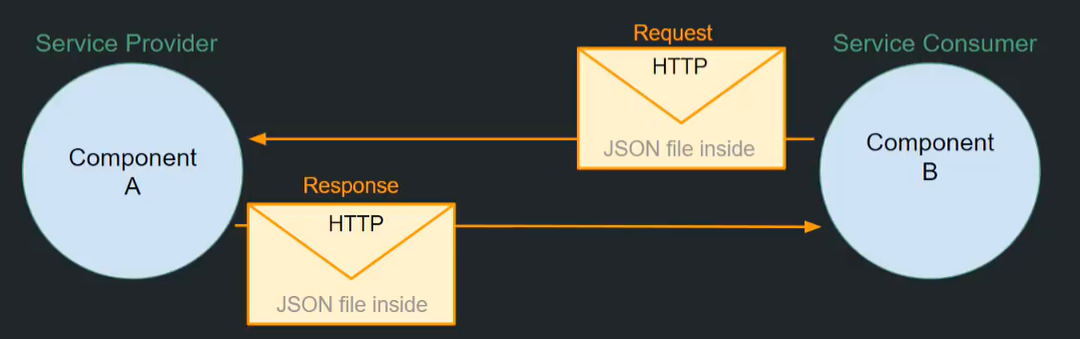 Service Provider
Request
Service Consumer
HTTP
JSON file inside
Component
A
Component
B
Response
HTTP
JSON file inside